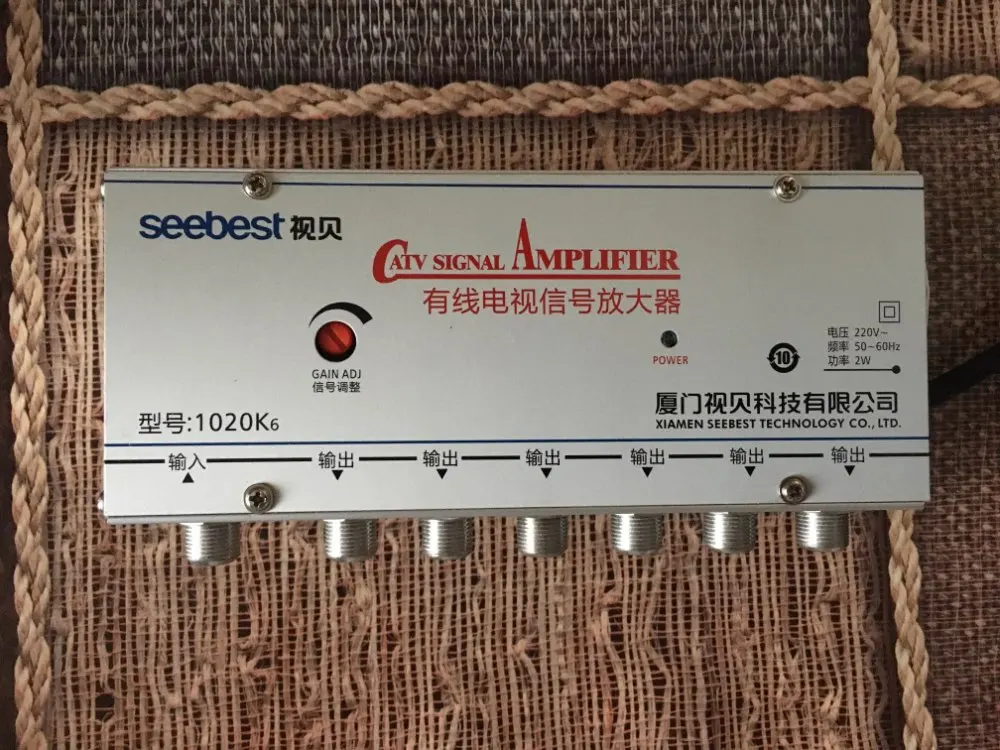 seebest 视贝
CATV SIGNAL AMPLIFIER
有线电视信号放大器
GAIN ADJ
信号调整
POWER
10
电压 220V~
频率 50~60Hz
功率 2W
型号:1020K6
厦门视贝科技有限公司
XIAMEN SEEBEST TECHNOLOGY CO., LTD.
输入 输出 输出 输出 输出 输出 输出